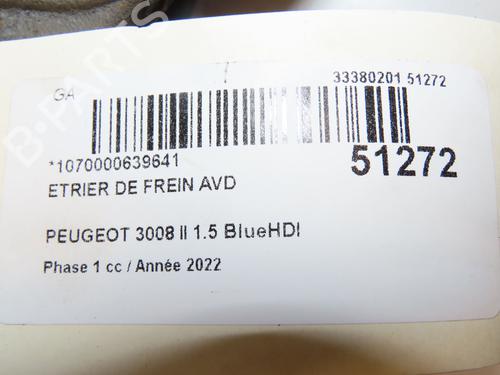 B-PARTS
GA
33380201 51272
*1070000639641
51272
ETRIER DE FREIN AVD
PEUGEOT 3008 II 1.5 BlueHDI
Phase 1 cc / Année 2022